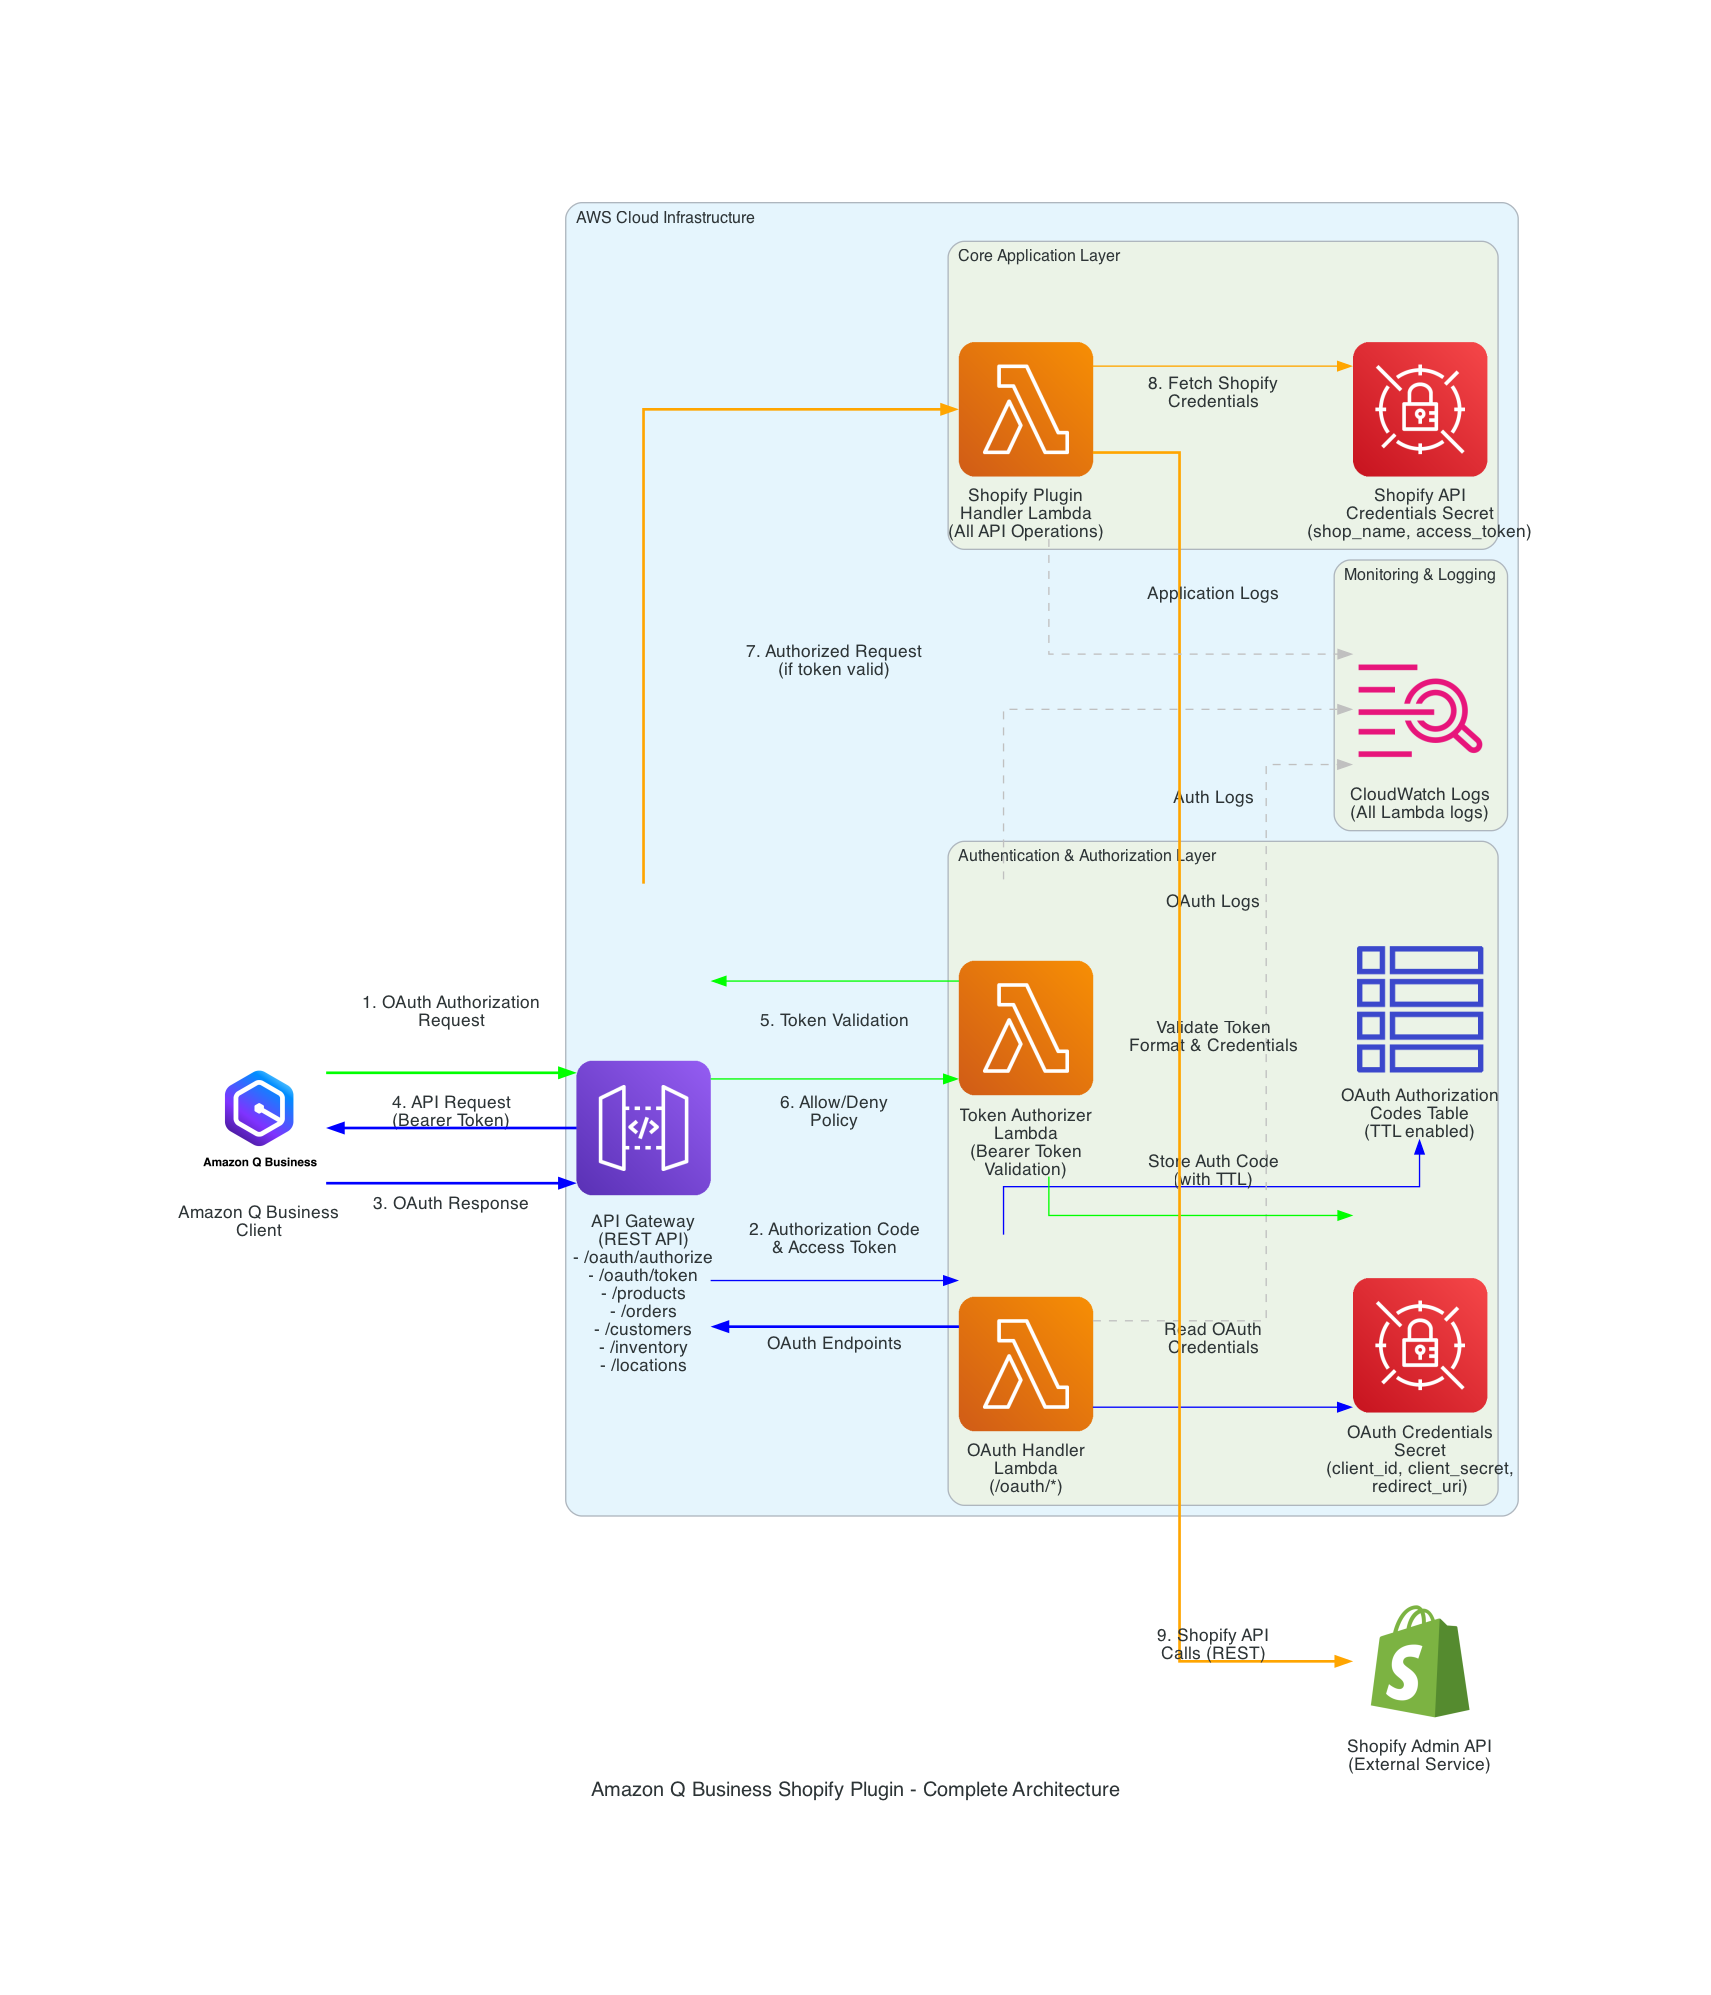 AWS Cloud Infrastructure
Core Application Layer
8. Fetch Shopify
Credentials
Shopify Plugin
Handler Lambda
(All API Operations)
Shopify API
Credentials Secret
(shop_name, access_token)
Monitoring & Logging
Application Logs
7. Authorized Request
(if token valid)
Auth Logs
CloudWatch Logs
(All Lambda logs)
Authentication & Authorization Layer
OAuth Logs
1. OAuth Authorization
Request
5. Token Validation
Validate Token
Format & Credentials
4. API Request
(Bearer Token)
6. Allow/Deny
Policy
OAuth Authorization
Codes Table
(TTL enabled)
Token Authorizer
Lambda
(Bearer Token
Validation)
Amazon Q Business
Store Auth Code
(with TTL)
3. OAuth Response
Amazon Q Business
Client
API Gateway
(REST API)
- /oauth/authorize
- /oauth/token
- /products
- /orders
- /customers
- /inventory
- /locations
2. Authorization Code
& Access Token
OAuth Endpoints
Read OAuth
Credentials
OAuth Handler
Lambda
(/oauth/*)
OAuth Credentials
Secret
(client_id, client_secret,
redirect_uri)
9. Shopify API
Calls (REST)
Shopify Admin API
(External Service)
Amazon Q Business Shopify Plugin - Complete Architecture